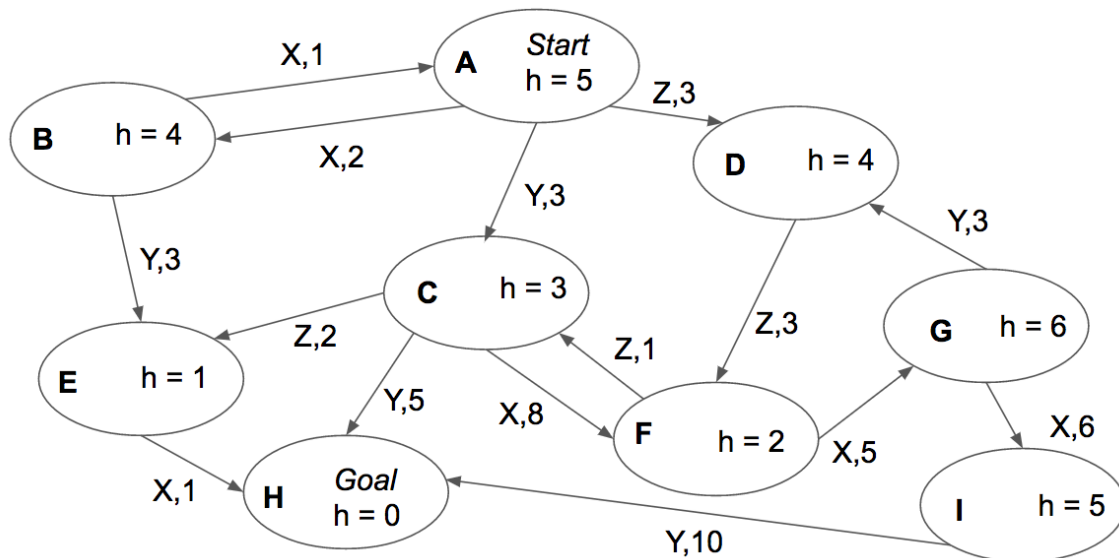 Start
A
h = 5
X,1
Z,3
B
h = 4
X,2
D
h = 4
Y,3
Y,3
Y,3
C
h = 3
Z,2
Z,1
Z,3
G
h = 6
E
h = 1
Y,5
X,8
F
h = 2
X,5
X,6
X,1
Goal
H
h = 0
Y,10
I
h = 5